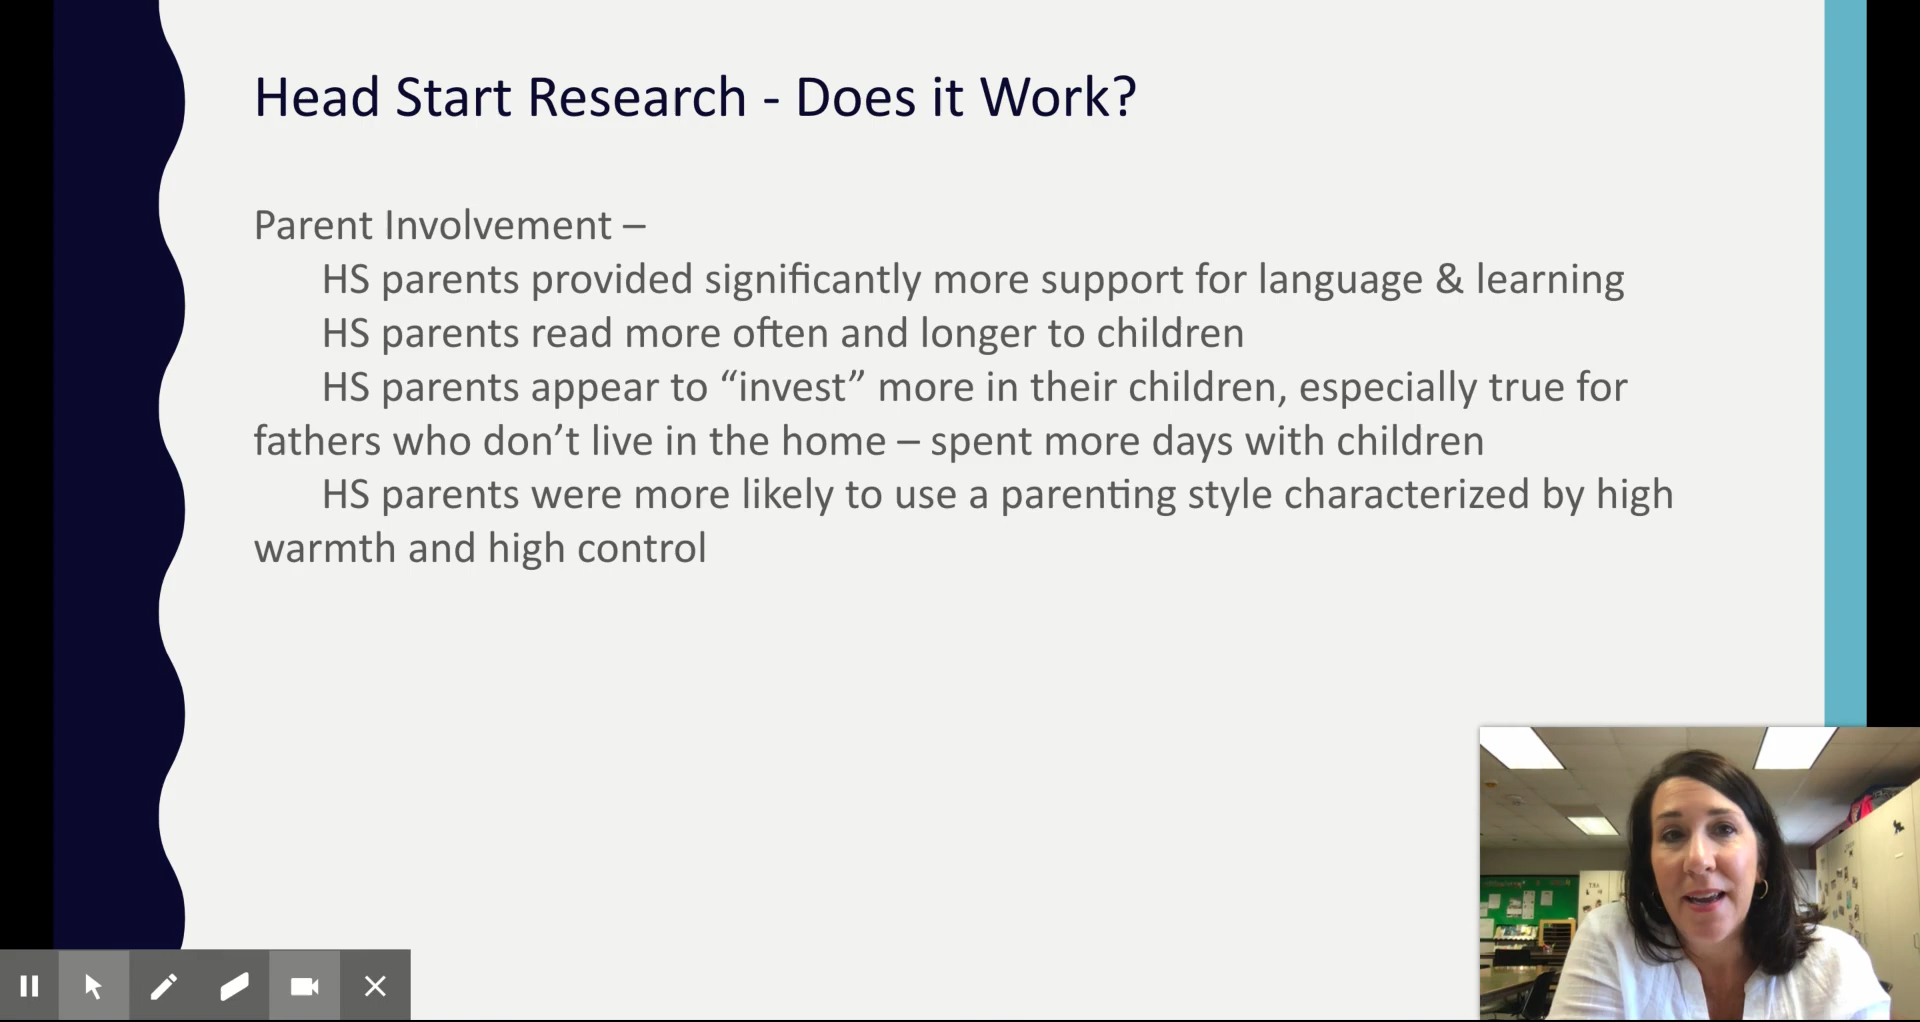 Head Start Research - Does it Work?
Parent Involvement –
HS parents provided significantly more support for language & learning
HS parents read more often and longer to children
HS parents appear to “invest” more in their children, especially true for
fathers who don’t live in the home – spent more days with children
HS parents were more likely to use a parenting style characterized by high
warmth and high control